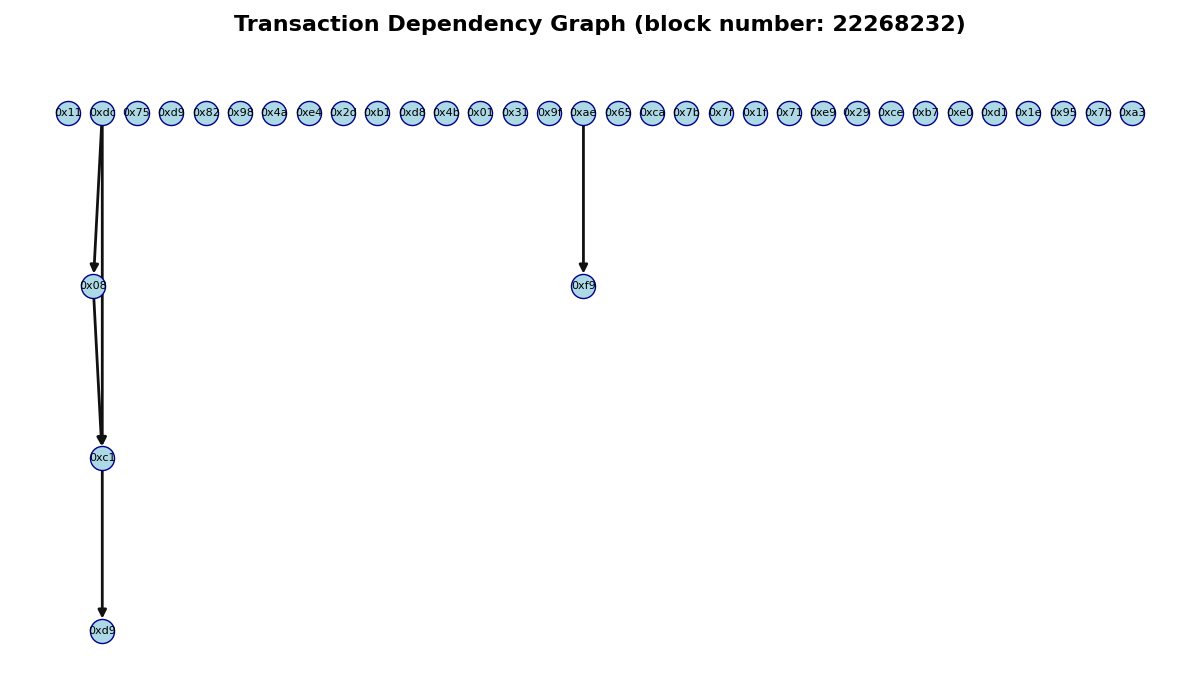 Transaction Dependency Graph (block number: 22268232)
0x11 0xdc 0x75 0xd9 0x82 0x98 0x4a 0xe4 0x2d 0xb1 0xd8 0x4b 0x01 0x31 0x9f 0xae 0x65 0xca 0x7b 0x7f 0x1f 0x71 0xe9 0x29 0xce 0xb7 0xe0 0xd1 0x1e 0x95 0x7b 0xa3
0x08 0xf9
0xc1
0xd9